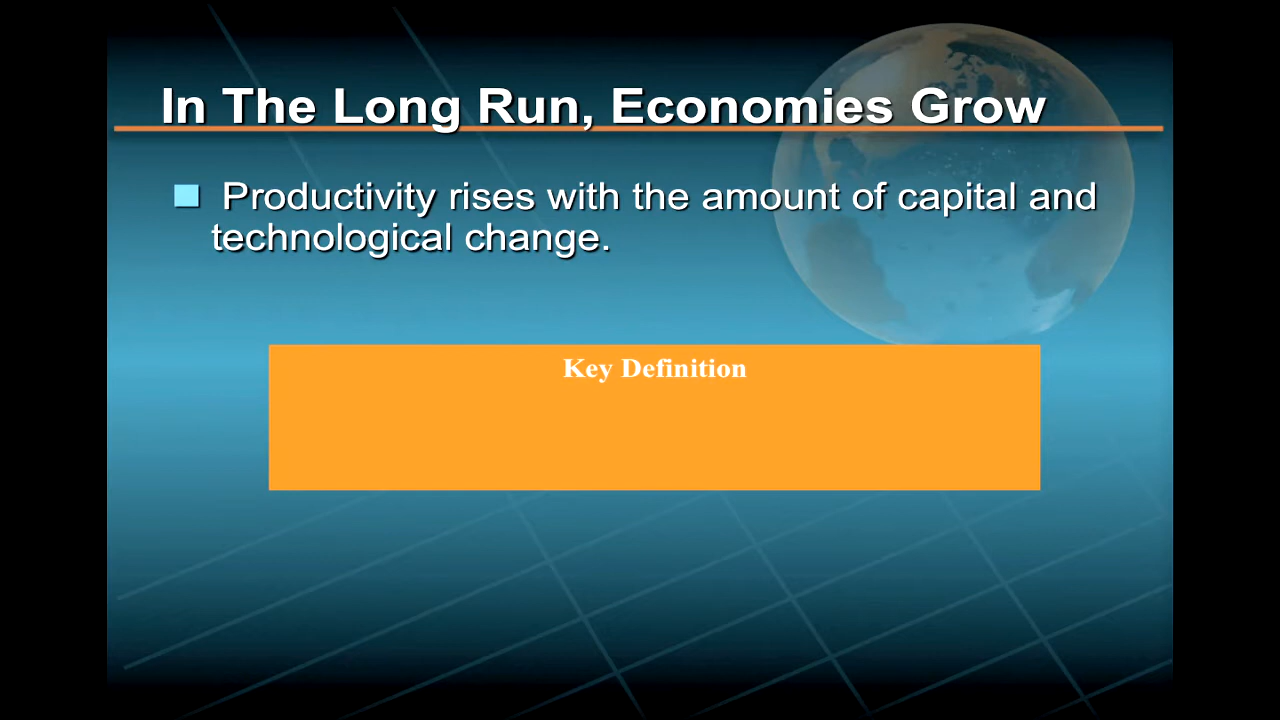 In The Long Run, Economies Grow
Productivity rises with the amount of capital and
technological change.
Key Definition